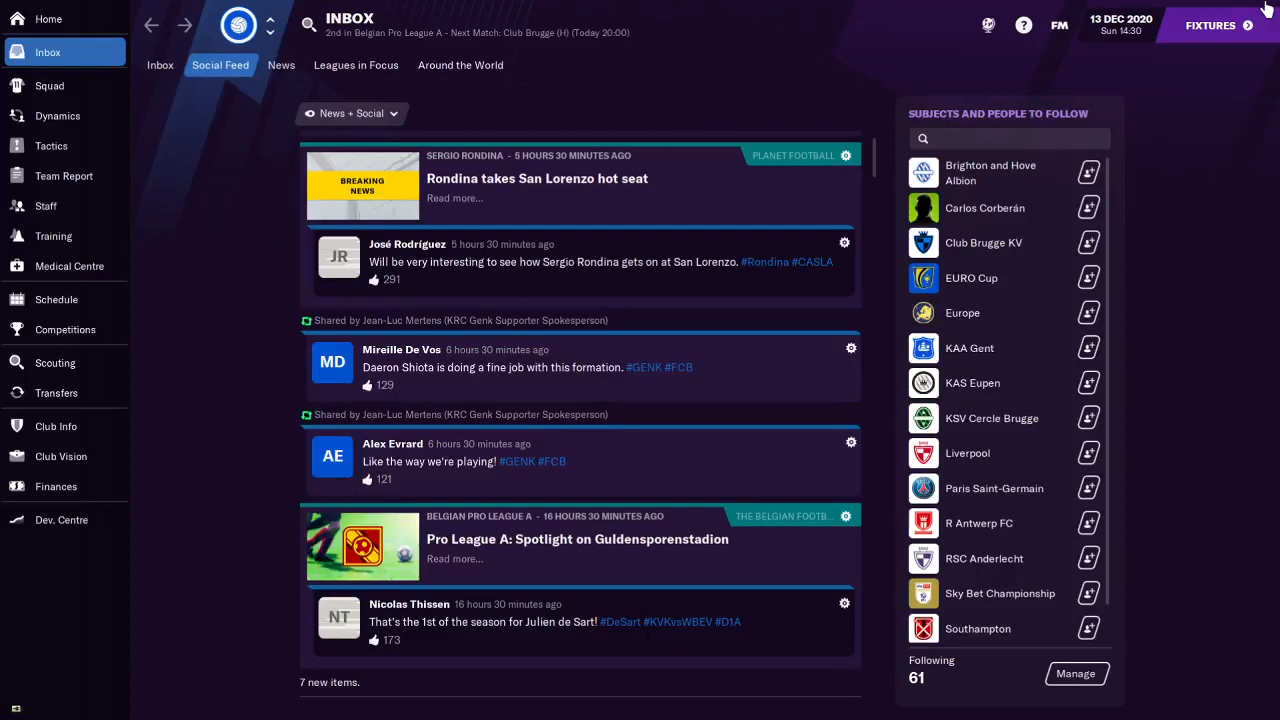 Home
Inbox
Squad
Dynamics
Tactics
Team Report
Staff
Training
Medical Centre
Schedule
Competitions
Scouting
Transfers
Club Info
Club Vision
Finances
Dev. Centre
INBOX
2nd in Belgian Pro League A - Next Match: Club Brugge (H) (Today 20:00)
?
FM
13 DEC 2020
Sun 14:30
FIXTURES
Inbox Social Feed News Leagues in Focus Around the World
News + Social
SERGIO RONDINA - 5 HOURS 30 MINUTES AGO
PLANET FOOTBALL
BREAKING
NEWS
Rondina takes San Lorenzo hot seat
Read more...
JR
José Rodríguez 5 hours 30 minutes ago
Will be very interesting to see how Sergio Rondina gets on at San Lorenzo. #Rondina #CASLA
291
Shared by Jean-Luc Mertens (KRC Genk Supporter Spokesperson)
MD
Mireille De Vos 6 hours 30 minutes ago
Daeron Shiota is doing a fine job with this formation. #GENK #FCB
129
Shared by Jean-Luc Mertens (KRC Genk Supporter Spokesperson)
AE
Alex Evrard 6 hours 30 minutes ago
Like the way we're playing! #GENK #FCB
121
BELGIAN PRO LEAGUE A - 16 HOURS 30 MINUTES AGO
THE BELGIAN FOOTB...
Pro League A: Spotlight on Guldensporenstadion
Read more...
NT
Nicolas Thissen 16 hours 30 minutes ago
That's the 1st of the season for Julien de Sart! #DeSart #KVKvsWBEV #D1A
173
7 new items.
SUBJECTS AND PEOPLE TO FOLLOW
Brighton and Hove
Albion
Carlos Corberán
Club Brugge KV
EURO Cup
Europe
KAA Gent
KAS Eupen
KSV Cercle Brugge
Liverpool
Paris Saint-Germain
R Antwerp FC
RSC Anderlecht
Sky Bet Championship
Southampton
Following
61
Manage